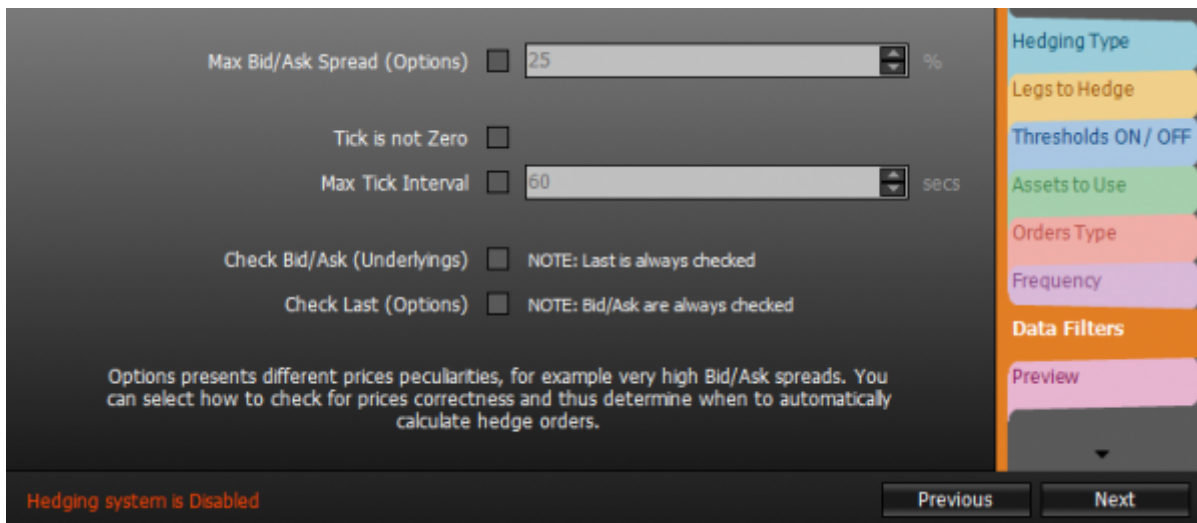 Max Bid/Ask Spread (Options) 25 %
Tick is not Zero
Max Tick Interval 60 secs
Check Bid/Ask (Underlyings) NOTE: Last is always checked
Check Last (Options) NOTE: Bid/Ask are always checked
Options presents different prices peculiarities, for example very high Bid/Ask spreads. You
can select how to check for prices correctness and thus determine when to automatically
calculate hedge orders.
Hedging Type
Legs to Hedge
Thresholds ON / OFF
Assets to Use
Orders Type
Frequency
Data Filters
Preview
Hedging system is Disabled
Previous Next